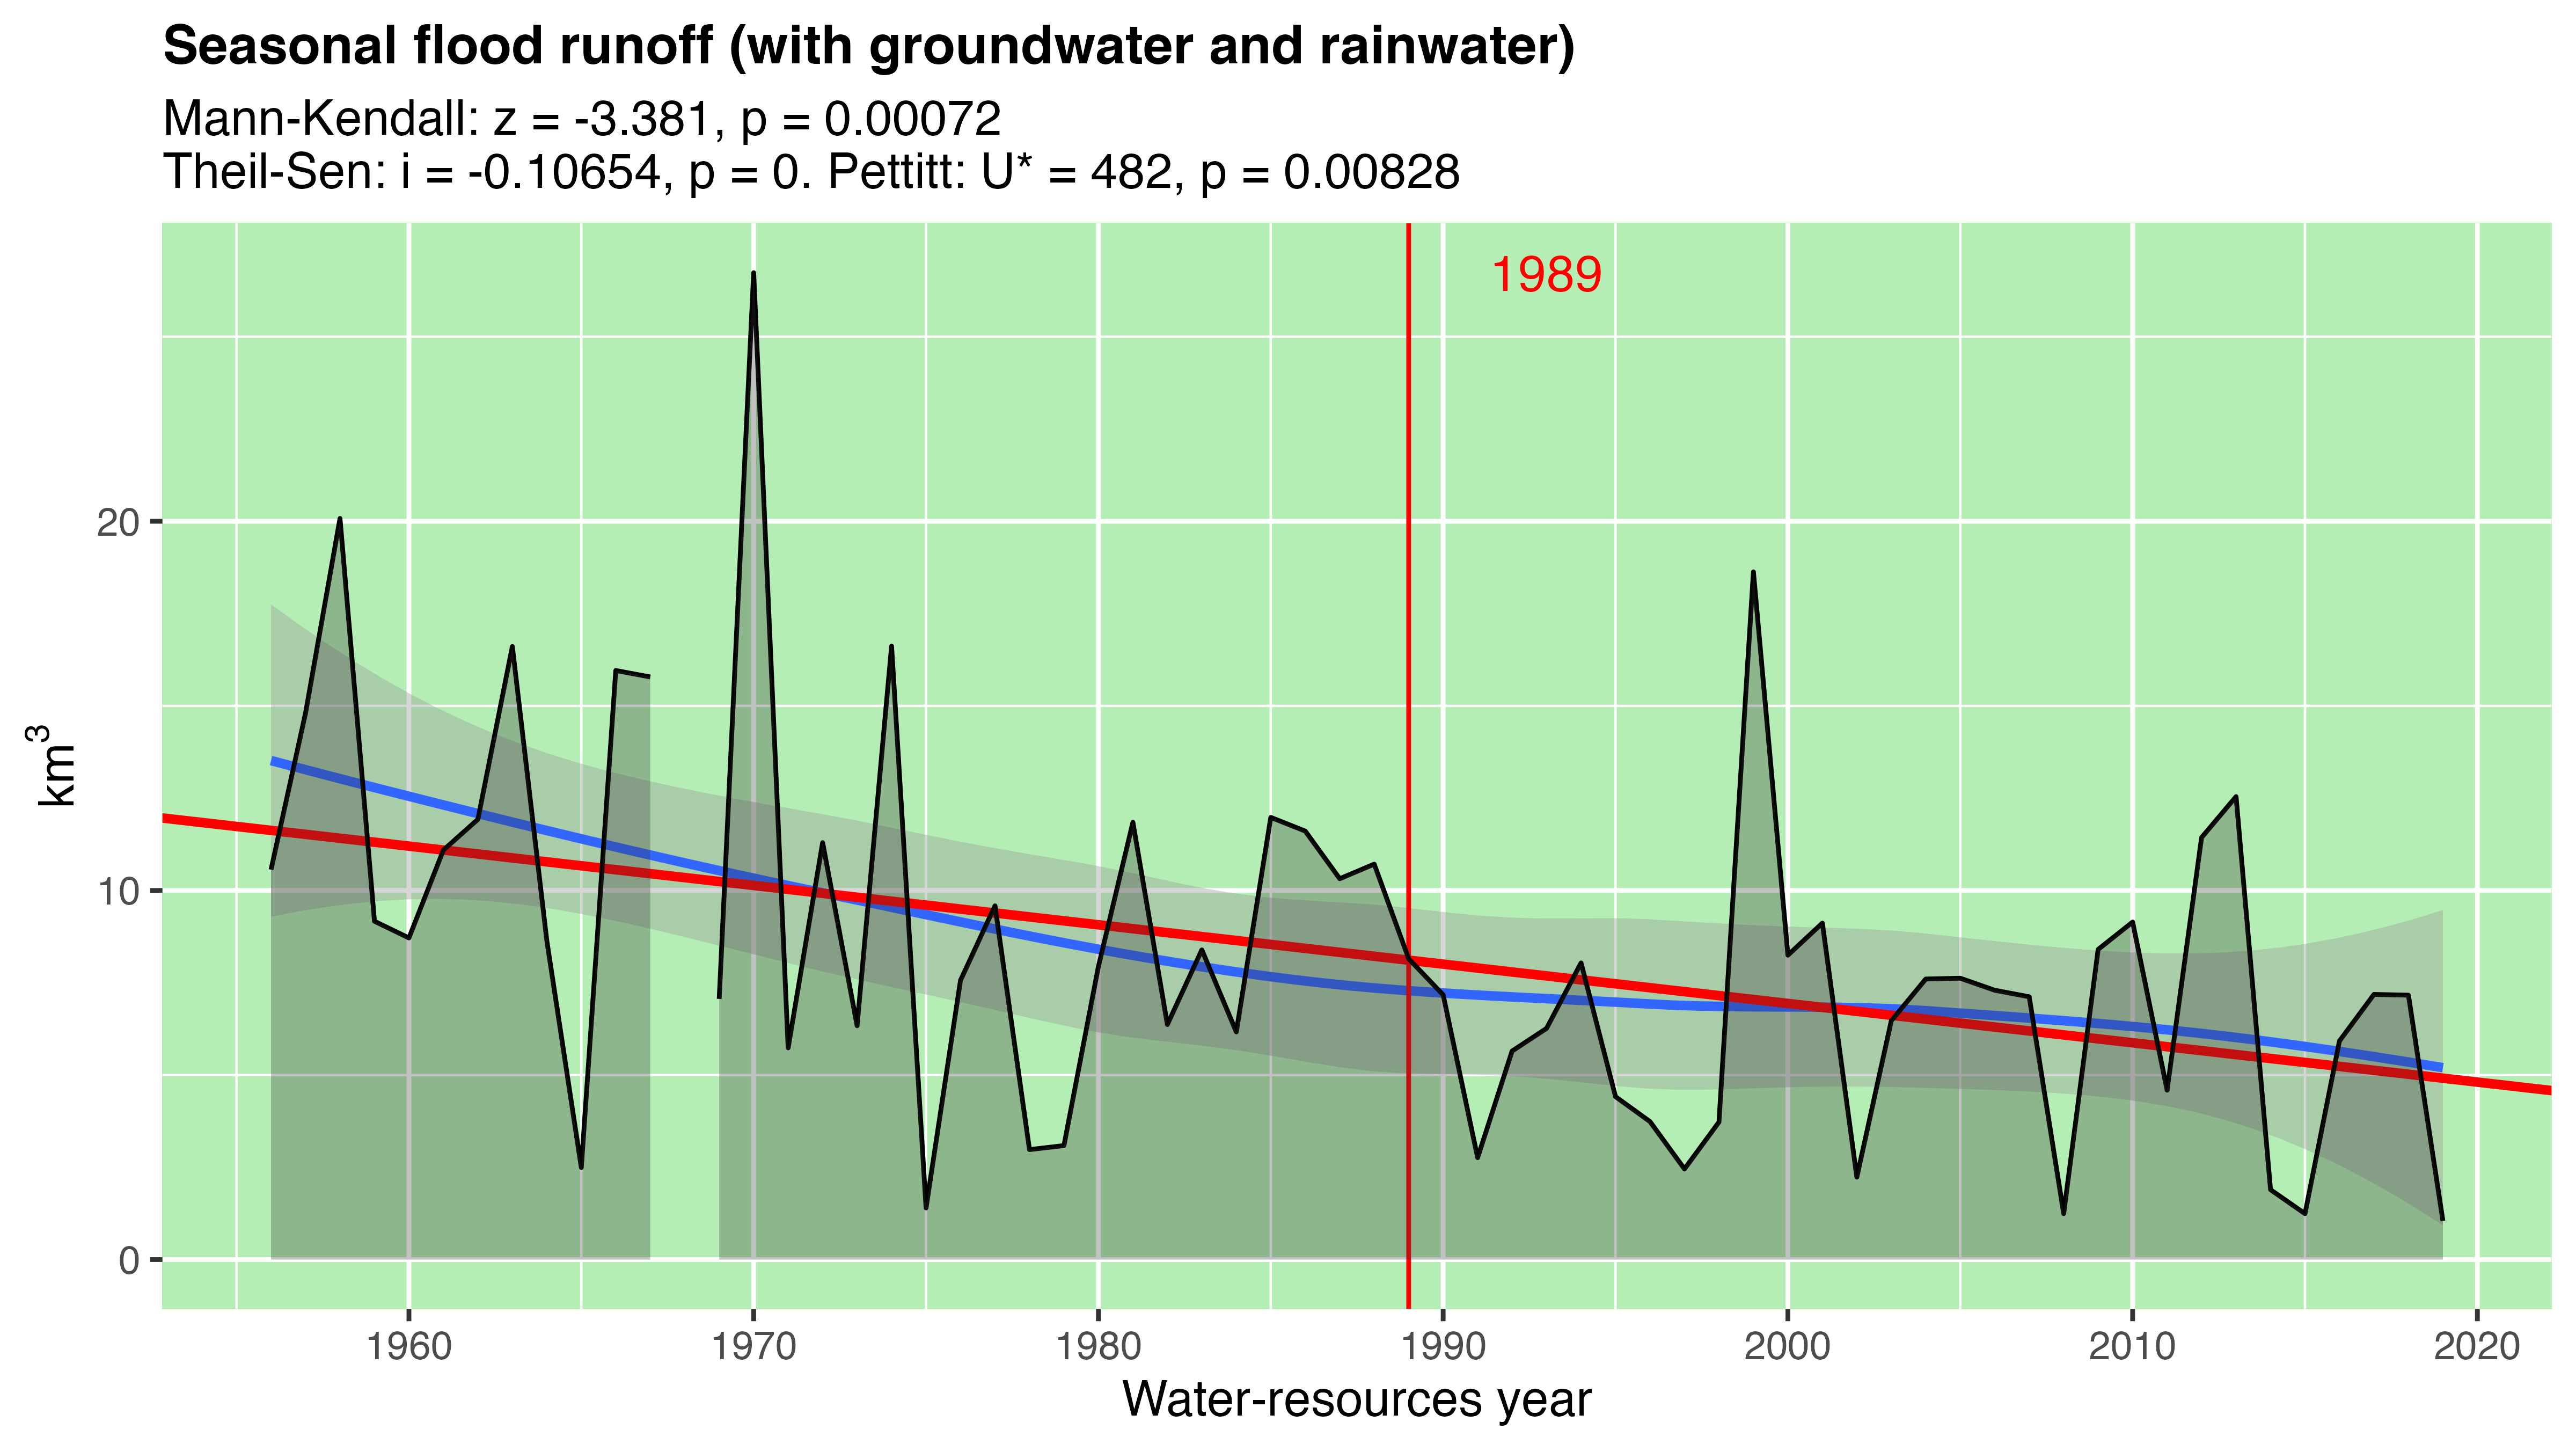 Seasonal flood runoff (with groundwater and rainwater)
Mann-Kendall: z = -3.381, p = 0.00072
Theil-Sen: i = -0.10654, p = 0. Pettitt: U* = 482, p = 0.00828
1989
km³
20
10
0
1960 1970 1980 1990 2000 2010 2020
Water-resources year